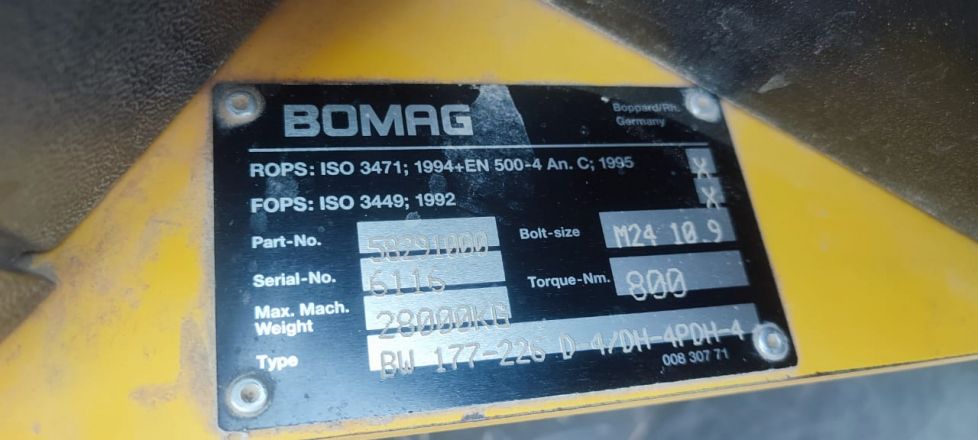 BOMAG
Boppard/Rh.
Germany
ROPS: ISO 3471; 1994+EN 500-4 An. C; 1995 X
FOPS: ISO 3449; 1992 X
Part-No. 58291000 Bolt-size M24 10.9
Serial-No. 6116 Torque-Nm. 800
Max. Mach.
Weight 28000KG
Type BW 177-226 D-4/DH-4PDH-4
008 307 71